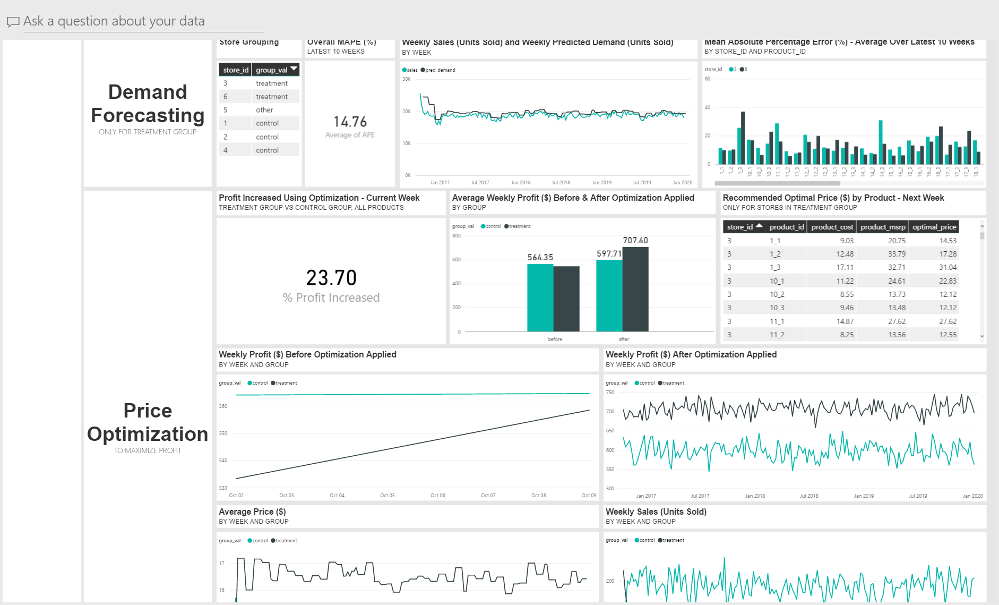 Ask a question about your data
Demand
Forecasting
ONLY FOR TREATMENT GROUP
Store Grouping
store_id group_val
3 treatment
6 treatment
5 other
1 control
2 control
4 control
Overall MAPE (%)
LATEST 10 WEEKS
14.76
Average of APE
Weekly Sales (Units Sold) and Weekly Predicted Demand (Units Sold)
BY WEEK
sales pred_demand
30K
20K
10K
0K
Jan 2017 Jul 2017 Jan 2018 Jul 2018 Jan 2019 Jul 2019 Jan 2020
Mean Absolute Percentage Error (%) - Average Over Latest 10 Weeks
BY STORE_ID AND PRODUCT_ID
store_id 3 6
60
40
20
0
1_1 1_2 1_3 10_1 10_2 10_3 11_1 11_2 11_3 12_1 12_2 12_3 13_1 13_2 13_3 14_1 14_2 14_3 15_1 15_2 15_3 16_1 16_2 16_3 17_1 17_2 17_3 18_1
Price
Optimization
TO MAXIMIZE PROFIT
Profit Increased Using Optimization - Current Week
TREATMENT GROUP VS CONTROL GROUP, ALL PRODUCTS
23.70
% Profit Increased
Average Weekly Profit ($) Before & After Optimization Applied
BY GROUP
group_val control treatment
800
600
400
200
0
564.35
597.71
707.40
before after
Recommended Optimal Price ($) by Product - Next Week
ONLY FOR STORES IN TREATMENT GROUP
store_id product_id product_cost product_msrp optimal_price
3 1_1 9.03 20.75 14.53
3 1_2 12.48 33.79 17.28
3 1_3 17.11 32.71 31.04
3 10_1 11.22 24.61 22.83
3 10_2 8.55 13.73 12.12
3 10_3 9.46 13.48 12.12
3 11_1 14.87 27.62 27.62
3 11_2 8.25 13.56 12.55
Weekly Profit ($) Before Optimization Applied
BY WEEK AND GROUP
group_val control treatment
560
550
540
530
Oct 02 Oct 03 Oct 04 Oct 05 Oct 06 Oct 07 Oct 08 Oct 09
Weekly Profit ($) After Optimization Applied
BY WEEK AND GROUP
group_val control treatment
750
700
650
600
550
500
Jan 2017 Jul 2017 Jan 2018 Jul 2018 Jan 2019 Jul 2019 Jan 2020
Average Price ($)
BY WEEK AND GROUP
group_val control treatment
17
16
Weekly Sales (Units Sold)
BY WEEK AND GROUP
group_val control treatment
200